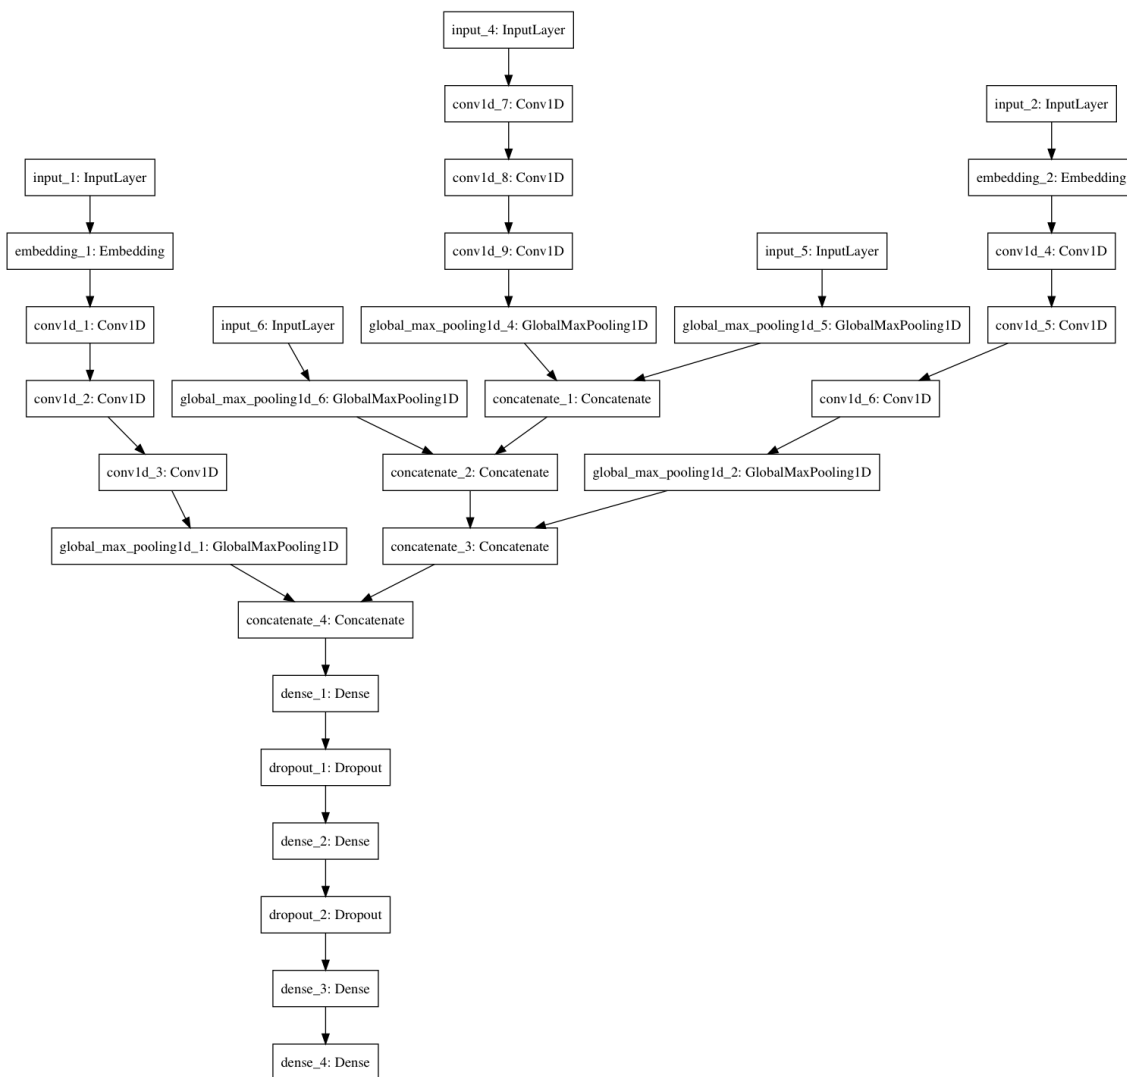 input_4: InputLayer
conv1d_7: Conv1D
input_2: InputLayer
input_1: InputLayer
conv1d_8: Conv1D
embedding_2: Embedding
embedding_1: Embedding
conv1d_9: Conv1D
input_5: InputLayer
conv1d_4: Conv1D
conv1d_1: Conv1D
input_6: InputLayer
global_max_pooling1d_4: GlobalMaxPooling1D
global_max_pooling1d_5: GlobalMaxPooling1D
conv1d_5: Conv1D
conv1d_2: Conv1D
global_max_pooling1d_6: GlobalMaxPooling1D
concatenate_1: Concatenate
conv1d_6: Conv1D
conv1d_3: Conv1D
concatenate_2: Concatenate
global_max_pooling1d_2: GlobalMaxPooling1D
global_max_pooling1d_1: GlobalMaxPooling1D
concatenate_3: Concatenate
concatenate_4: Concatenate
dense_1: Dense
dropout_1: Dropout
dense_2: Dense
dropout_2: Dropout
dense_3: Dense
dense_4: Dense